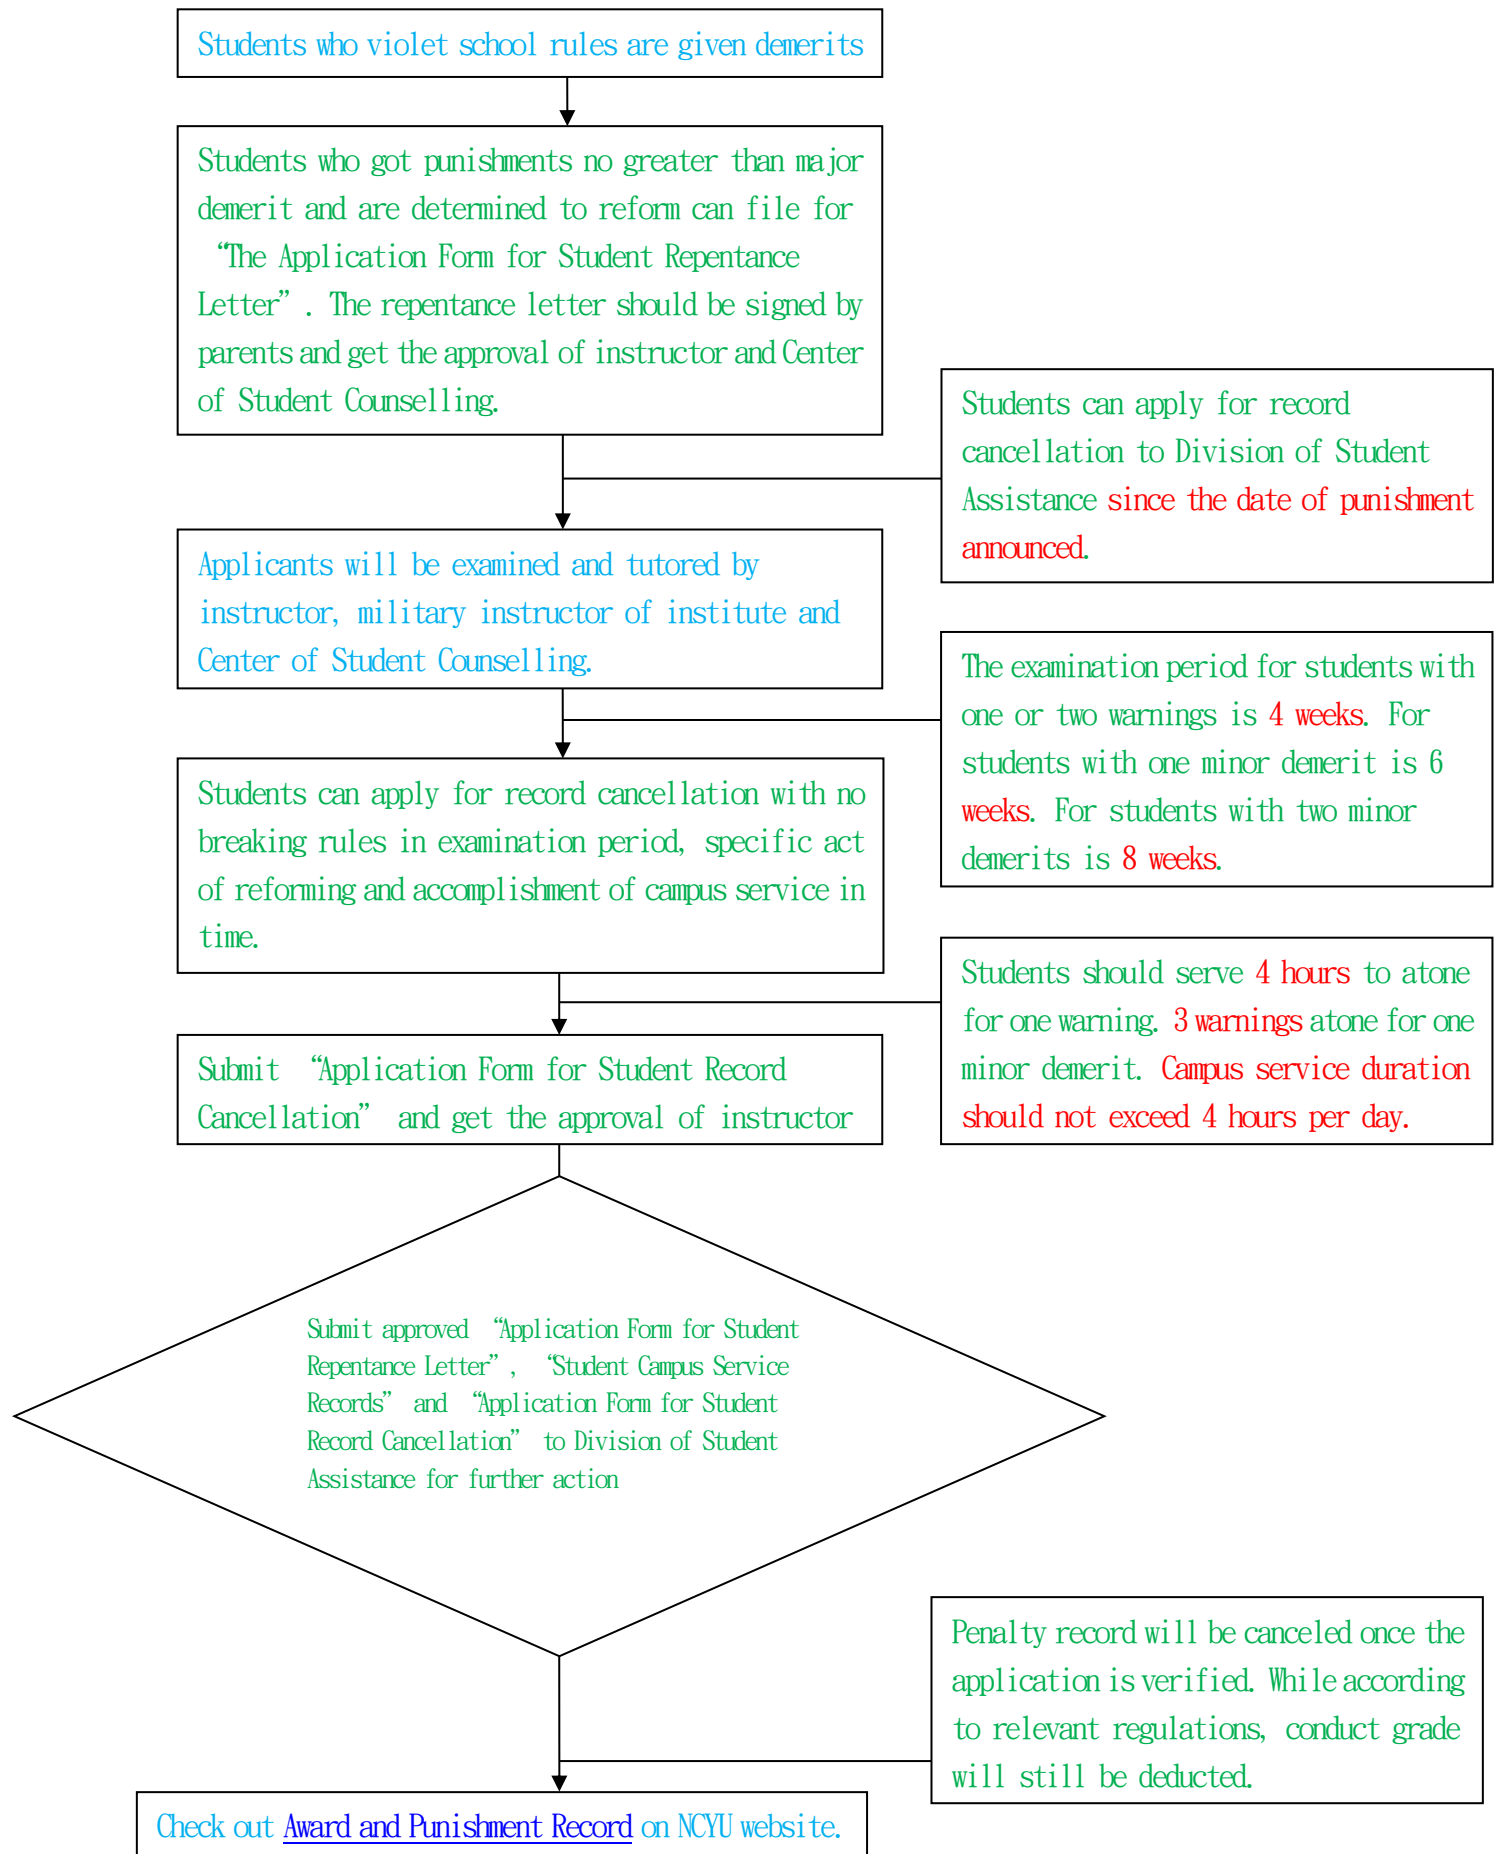 Students who violet school rules are given demerits
Students who got punishments no greater than major
demerit and are determined to reform can file for
“The Application Form for Student Repentance
Letter”. The repentance letter should be signed by
parents and get the approval of instructor and Center
of Student Counselling.
Students can apply for record
cancellation to Division of Student
Assistance since the date of punishment
announced.
Applicants will be examined and tutored by
instructor, military instructor of institute and
Center of Student Counselling.
The examination period for students with
one or two warnings is 4 weeks. For
students with one minor demerit is 6
weeks. For students with two minor
demerits is 8 weeks.
Students can apply for record cancellation with no
breaking rules in examination period, specific act
of reforming and accomplishment of campus service in
time.
Students should serve 4 hours to atone
for one warning. 3 warnings atone for one
minor demerit. Campus service duration
should not exceed 4 hours per day.
Submit “Application Form for Student Record
Cancellation” and get the approval of instructor
Submit approved “Application Form for Student
Repentance Letter”, “Student Campus Service
Records” and “Application Form for Student
Record Cancellation” to Division of Student
Assistance for further action
Penalty record will be canceled once the
application is verified. While according
to relevant regulations, conduct grade
will still be deducted.
Check out Award and Punishment Record on NCYU website.